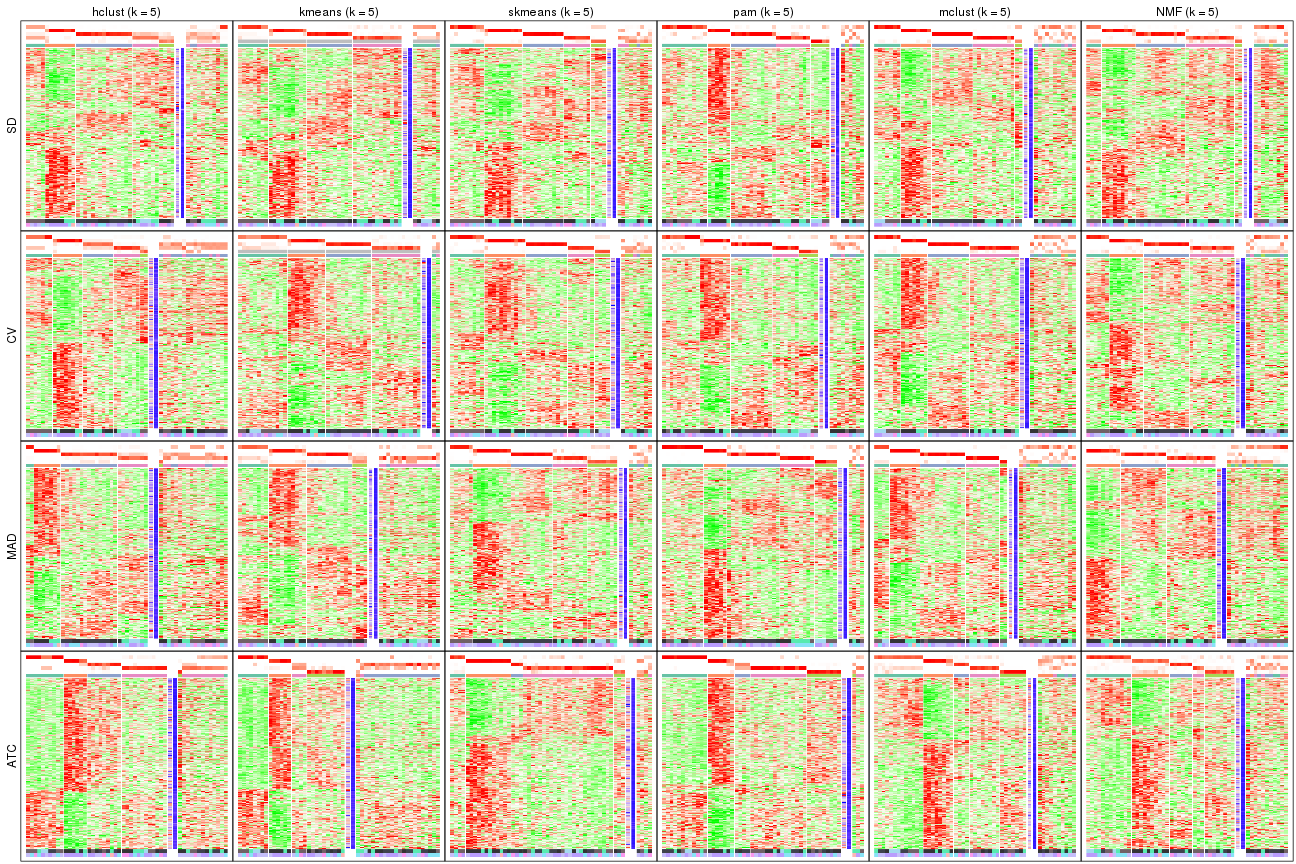 hclust (k = 5) kmeans (k = 5) skmeans (k = 5) pam (k = 5) mclust (k = 5) NMF (k = 5)
SD
CV
MAD
ATC